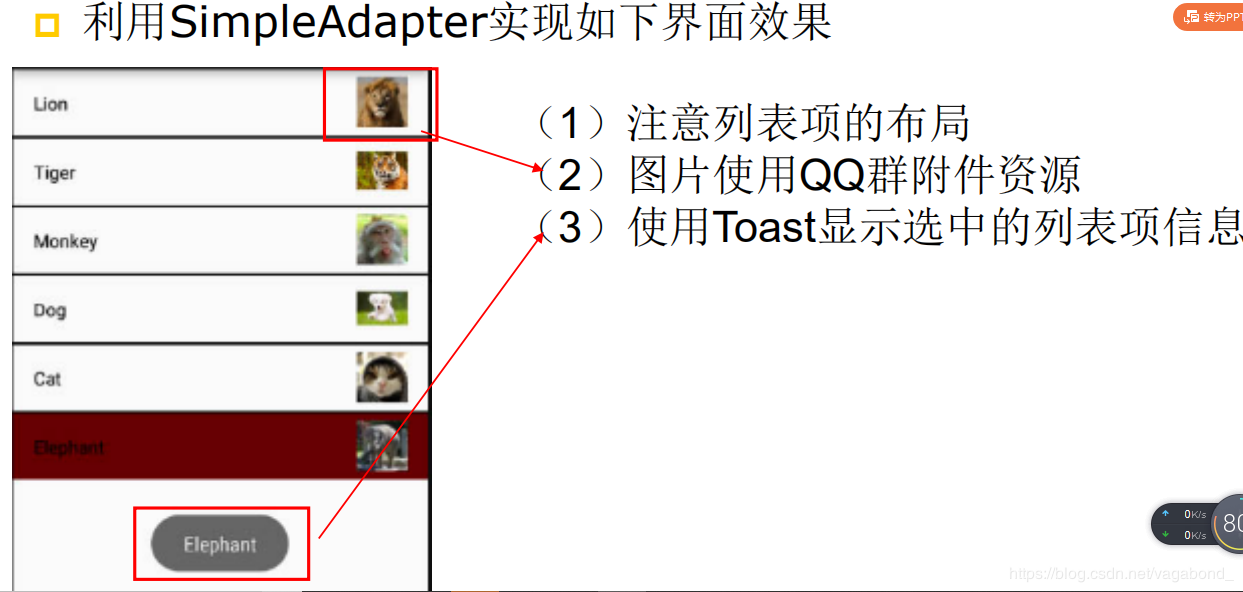 利用SimpleAdapter实现如下界面效果
转为PPT
Lion
（1）注意列表项的布局
Tiger
（2）图片使用QQ群附件资源
Monkey
（3）使用Toast显示选中的列表项信息
Dog
Cat
Elephant
Elephant
0K/s
0K/s
80
https://blog.csdn.net/vagabond_